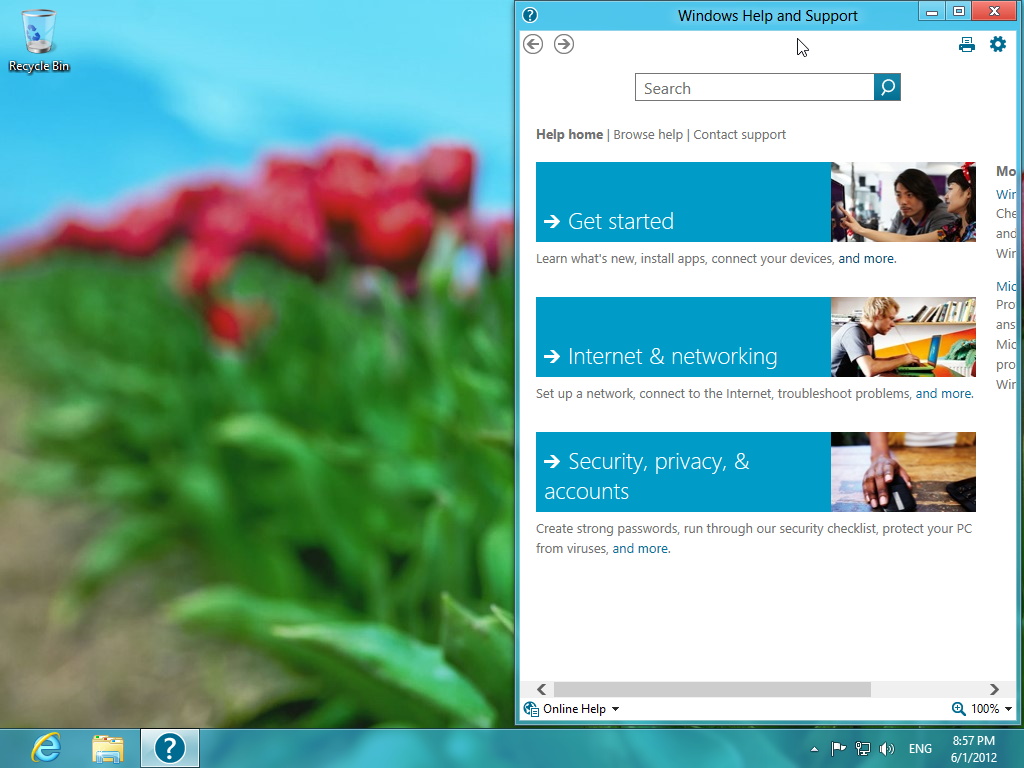 Recycle Bin
Windows Help and Support
Search
Help home | Browse help | Contact support
Get started
Learn what's new, install apps, connect your devices, and more.
Internet & networking
Set up a network, connect to the Internet, troubleshoot problems, and more.
Security, privacy, &
accounts
Create strong passwords, run through our security checklist, protect your PC
from viruses, and more.
Mo
Win
Che
and
Win
Mic
Pro
ans
Mic
pro
Win
Online Help
100%
ENG
8:57 PM
6/1/2012